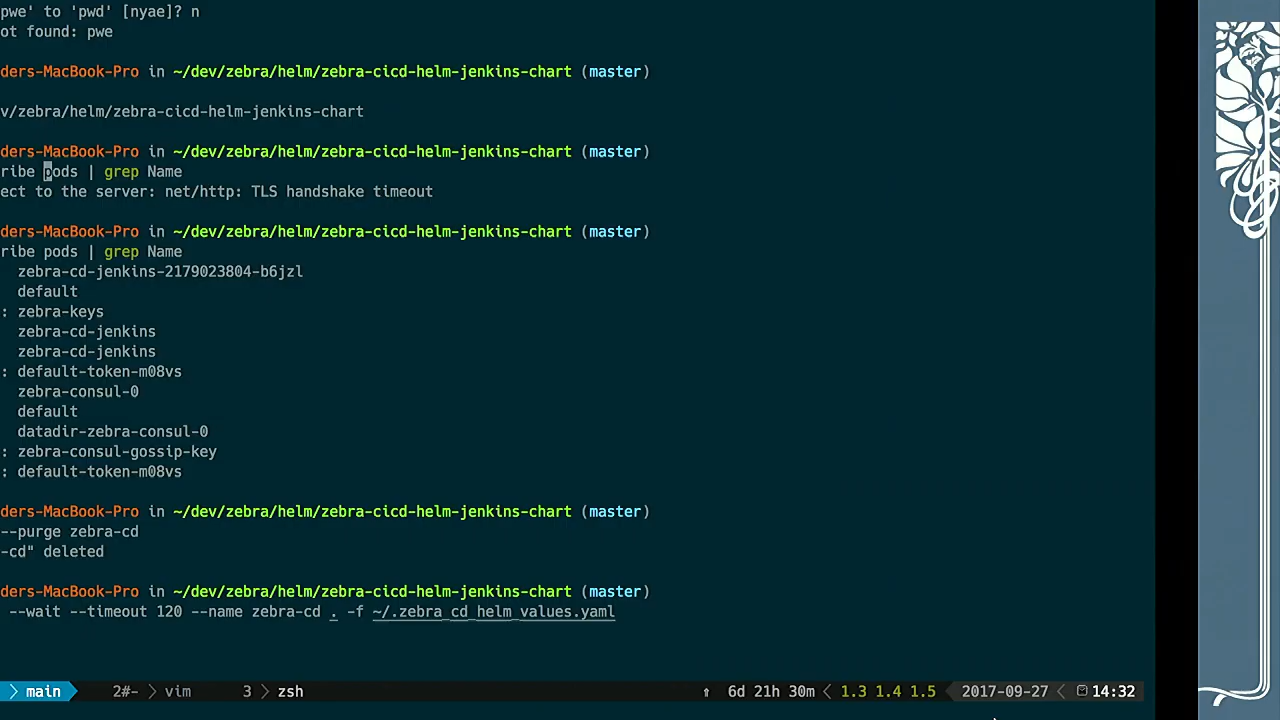 pwe' to 'pwd' [nyae]? n
ot found: pwe
ders-MacBook-Pro in ~/dev/zebra/helm/zebra-cicd-helm-jenkins-chart (master)
v/zebra/helm/zebra-cicd-helm-jenkins-chart
ders-MacBook-Pro in ~/dev/zebra/helm/zebra-cicd-helm-jenkins-chart (master)
ribe pods | grep Name
ect to the server: net/http: TLS handshake timeout
ders-MacBook-Pro in ~/dev/zebra/helm/zebra-cicd-helm-jenkins-chart (master)
ribe pods | grep Name
zebra-cd-jenkins-2179023804-b6jzl
default
: zebra-keys
zebra-cd-jenkins
zebra-cd-jenkins
: default-token-m08vs
zebra-consul-0
default
datadir-zebra-consul-0
: zebra-consul-gossip-key
: default-token-m08vs
ders-MacBook-Pro in ~/dev/zebra/helm/zebra-cicd-helm-jenkins-chart (master)
--purge zebra-cd
-cd" deleted
ders-MacBook-Pro in ~/dev/zebra/helm/zebra-cicd-helm-jenkins-chart (master)
--wait --timeout 120 --name zebra-cd . -f ~/.zebra_cd_helm_values.yaml
main 2#- vim 3 zsh ↑ 6d 21h 30m 1.3 1.4 1.5 2017-09-27 14:32